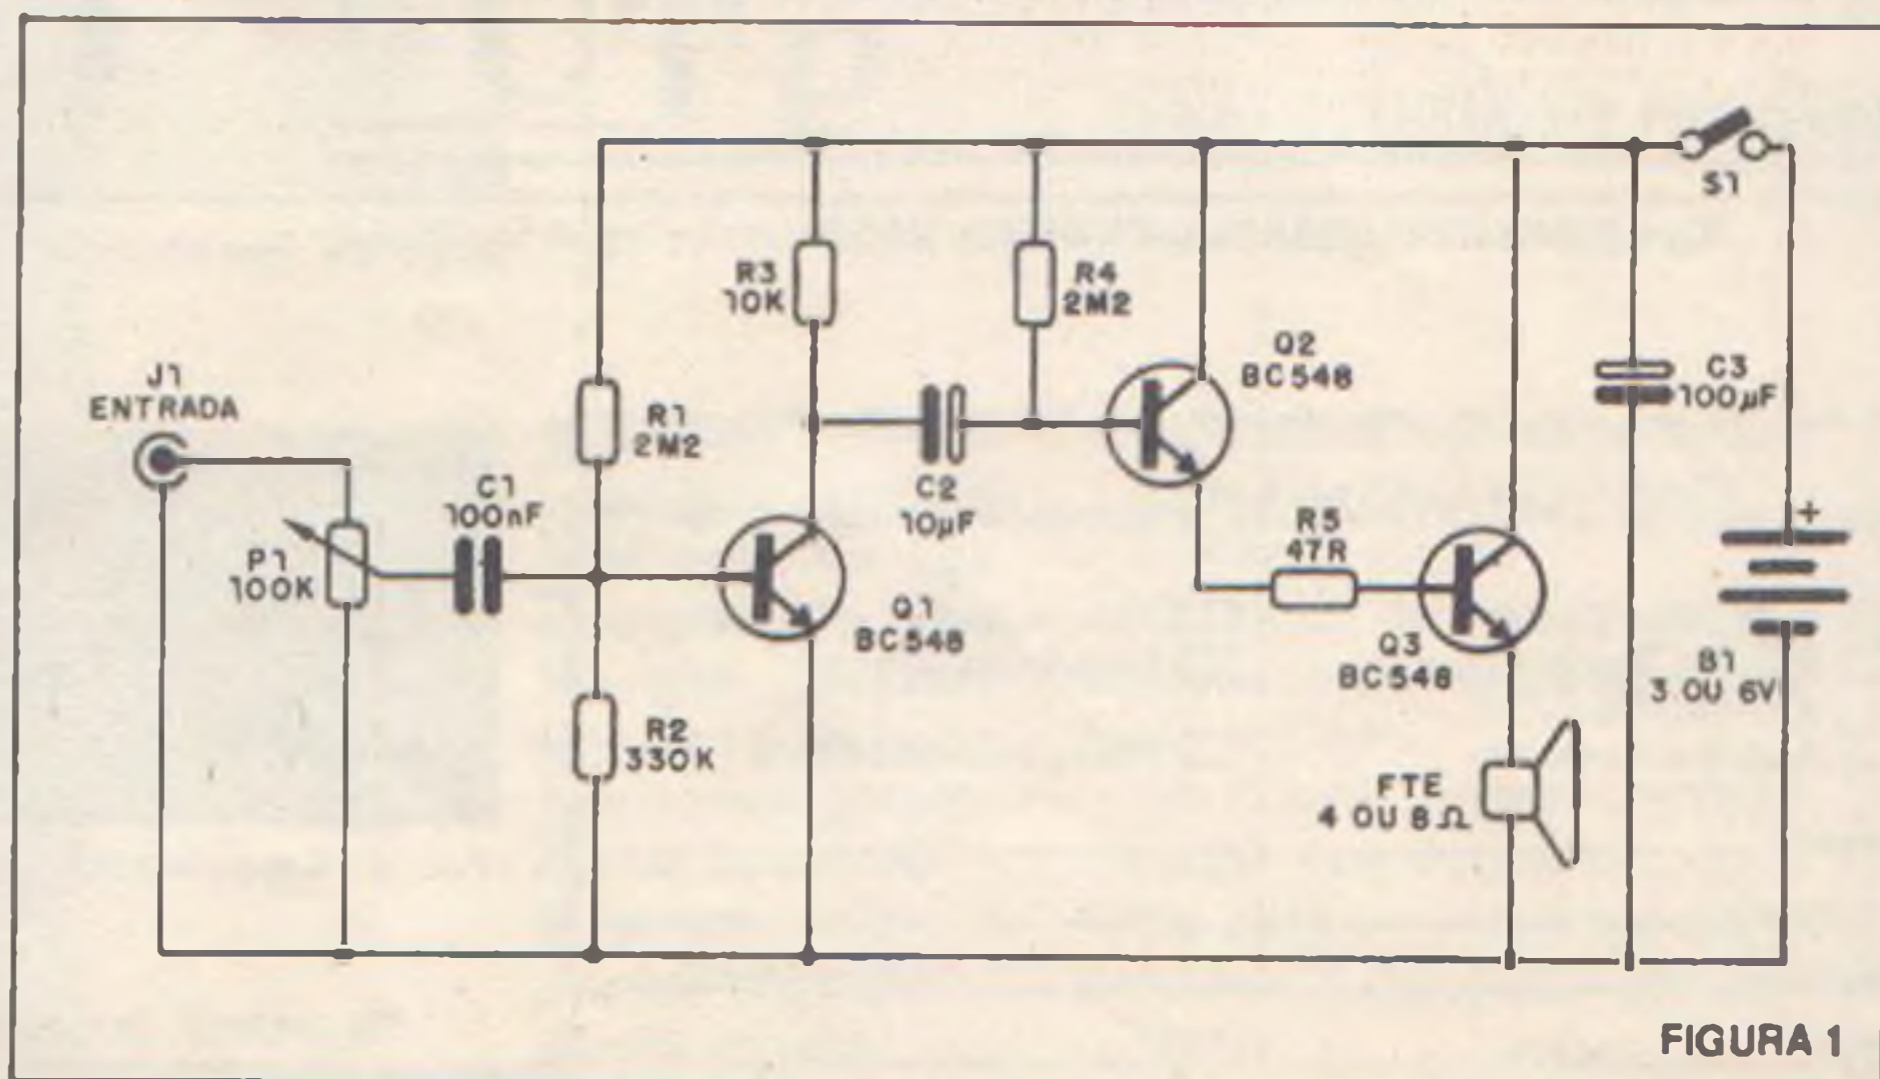 S1
R3
10K
R4
2M2
Q2
BC548
C3
100µF
J1
ENTRADA
R1
2M2
C1
100nF
C2
10µF
R5
47R
+
P1
100K
Q1
BC548
Q3
BC548
B1
3 OU 6V
R2
330K
FTE
4 OU 8Ω
FIGURA 1